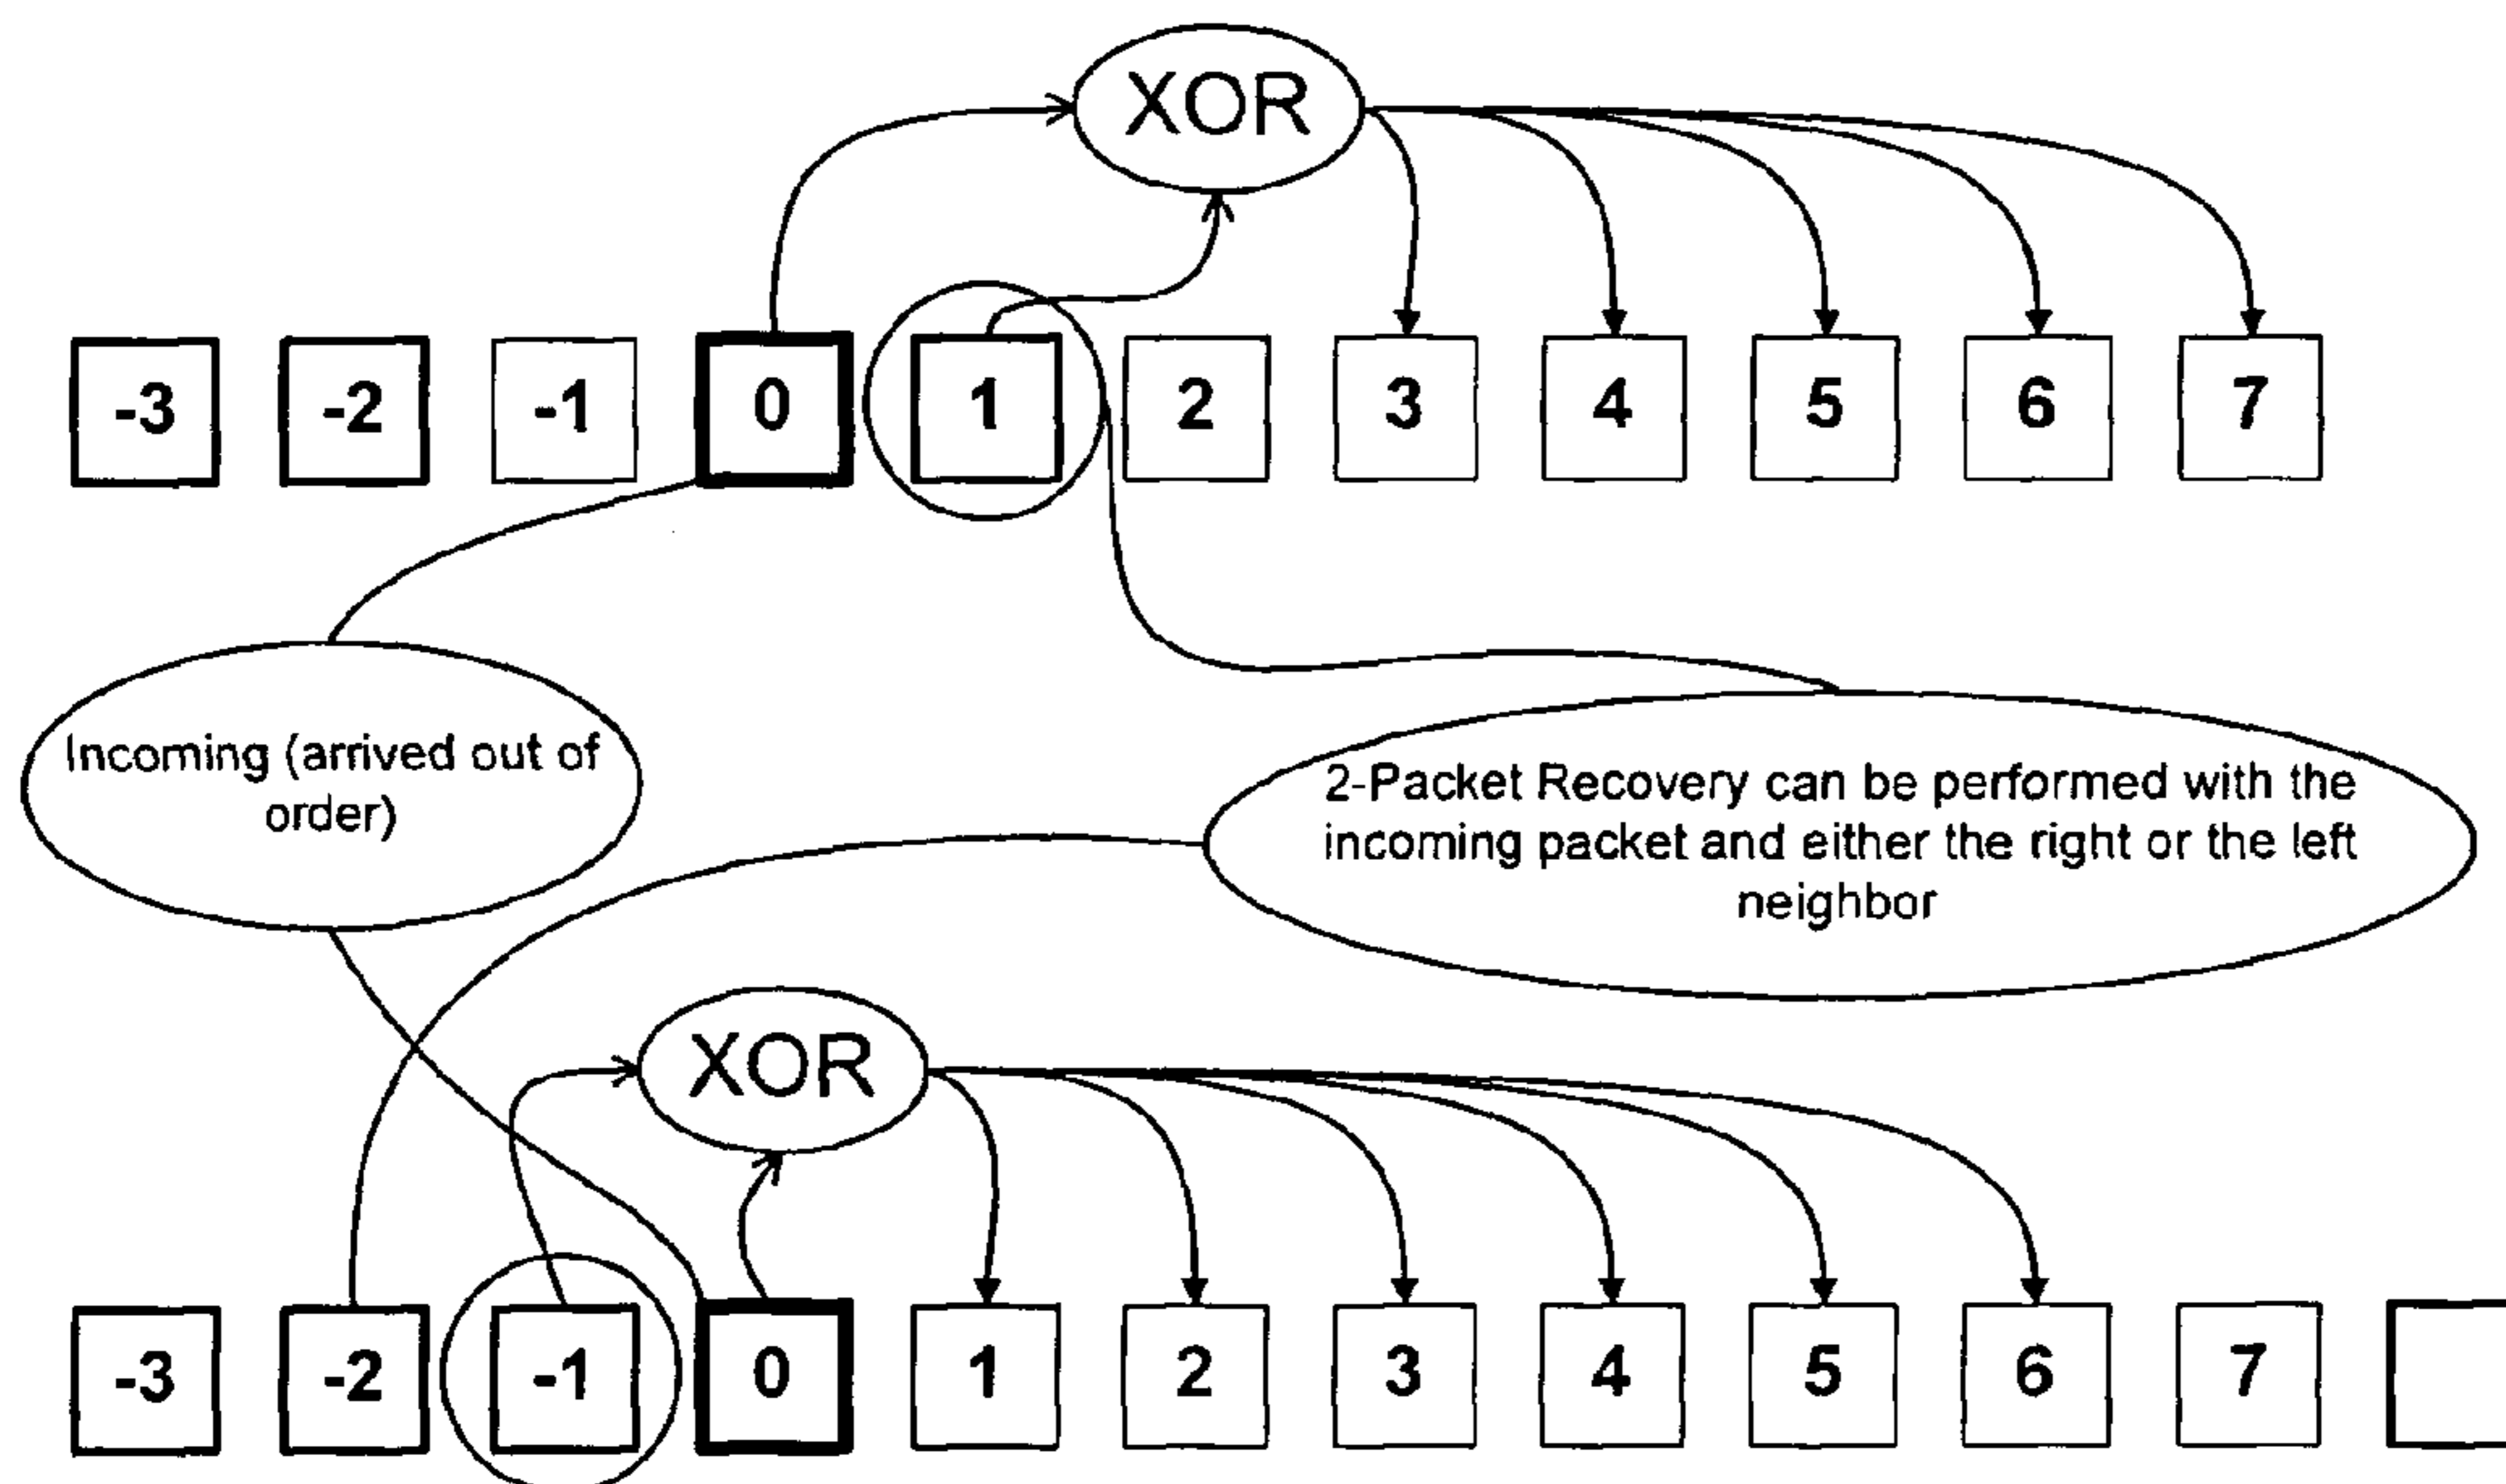 XOR
-3 -2 -1 0 1 2 3 4 5 6 7
Incoming (arrived out of
order)
2-Packet Recovery can be performed with the
incoming packet and either the right or the left
neighbor
XOR
-3 -2 -1 0 1 2 3 4 5 6 7